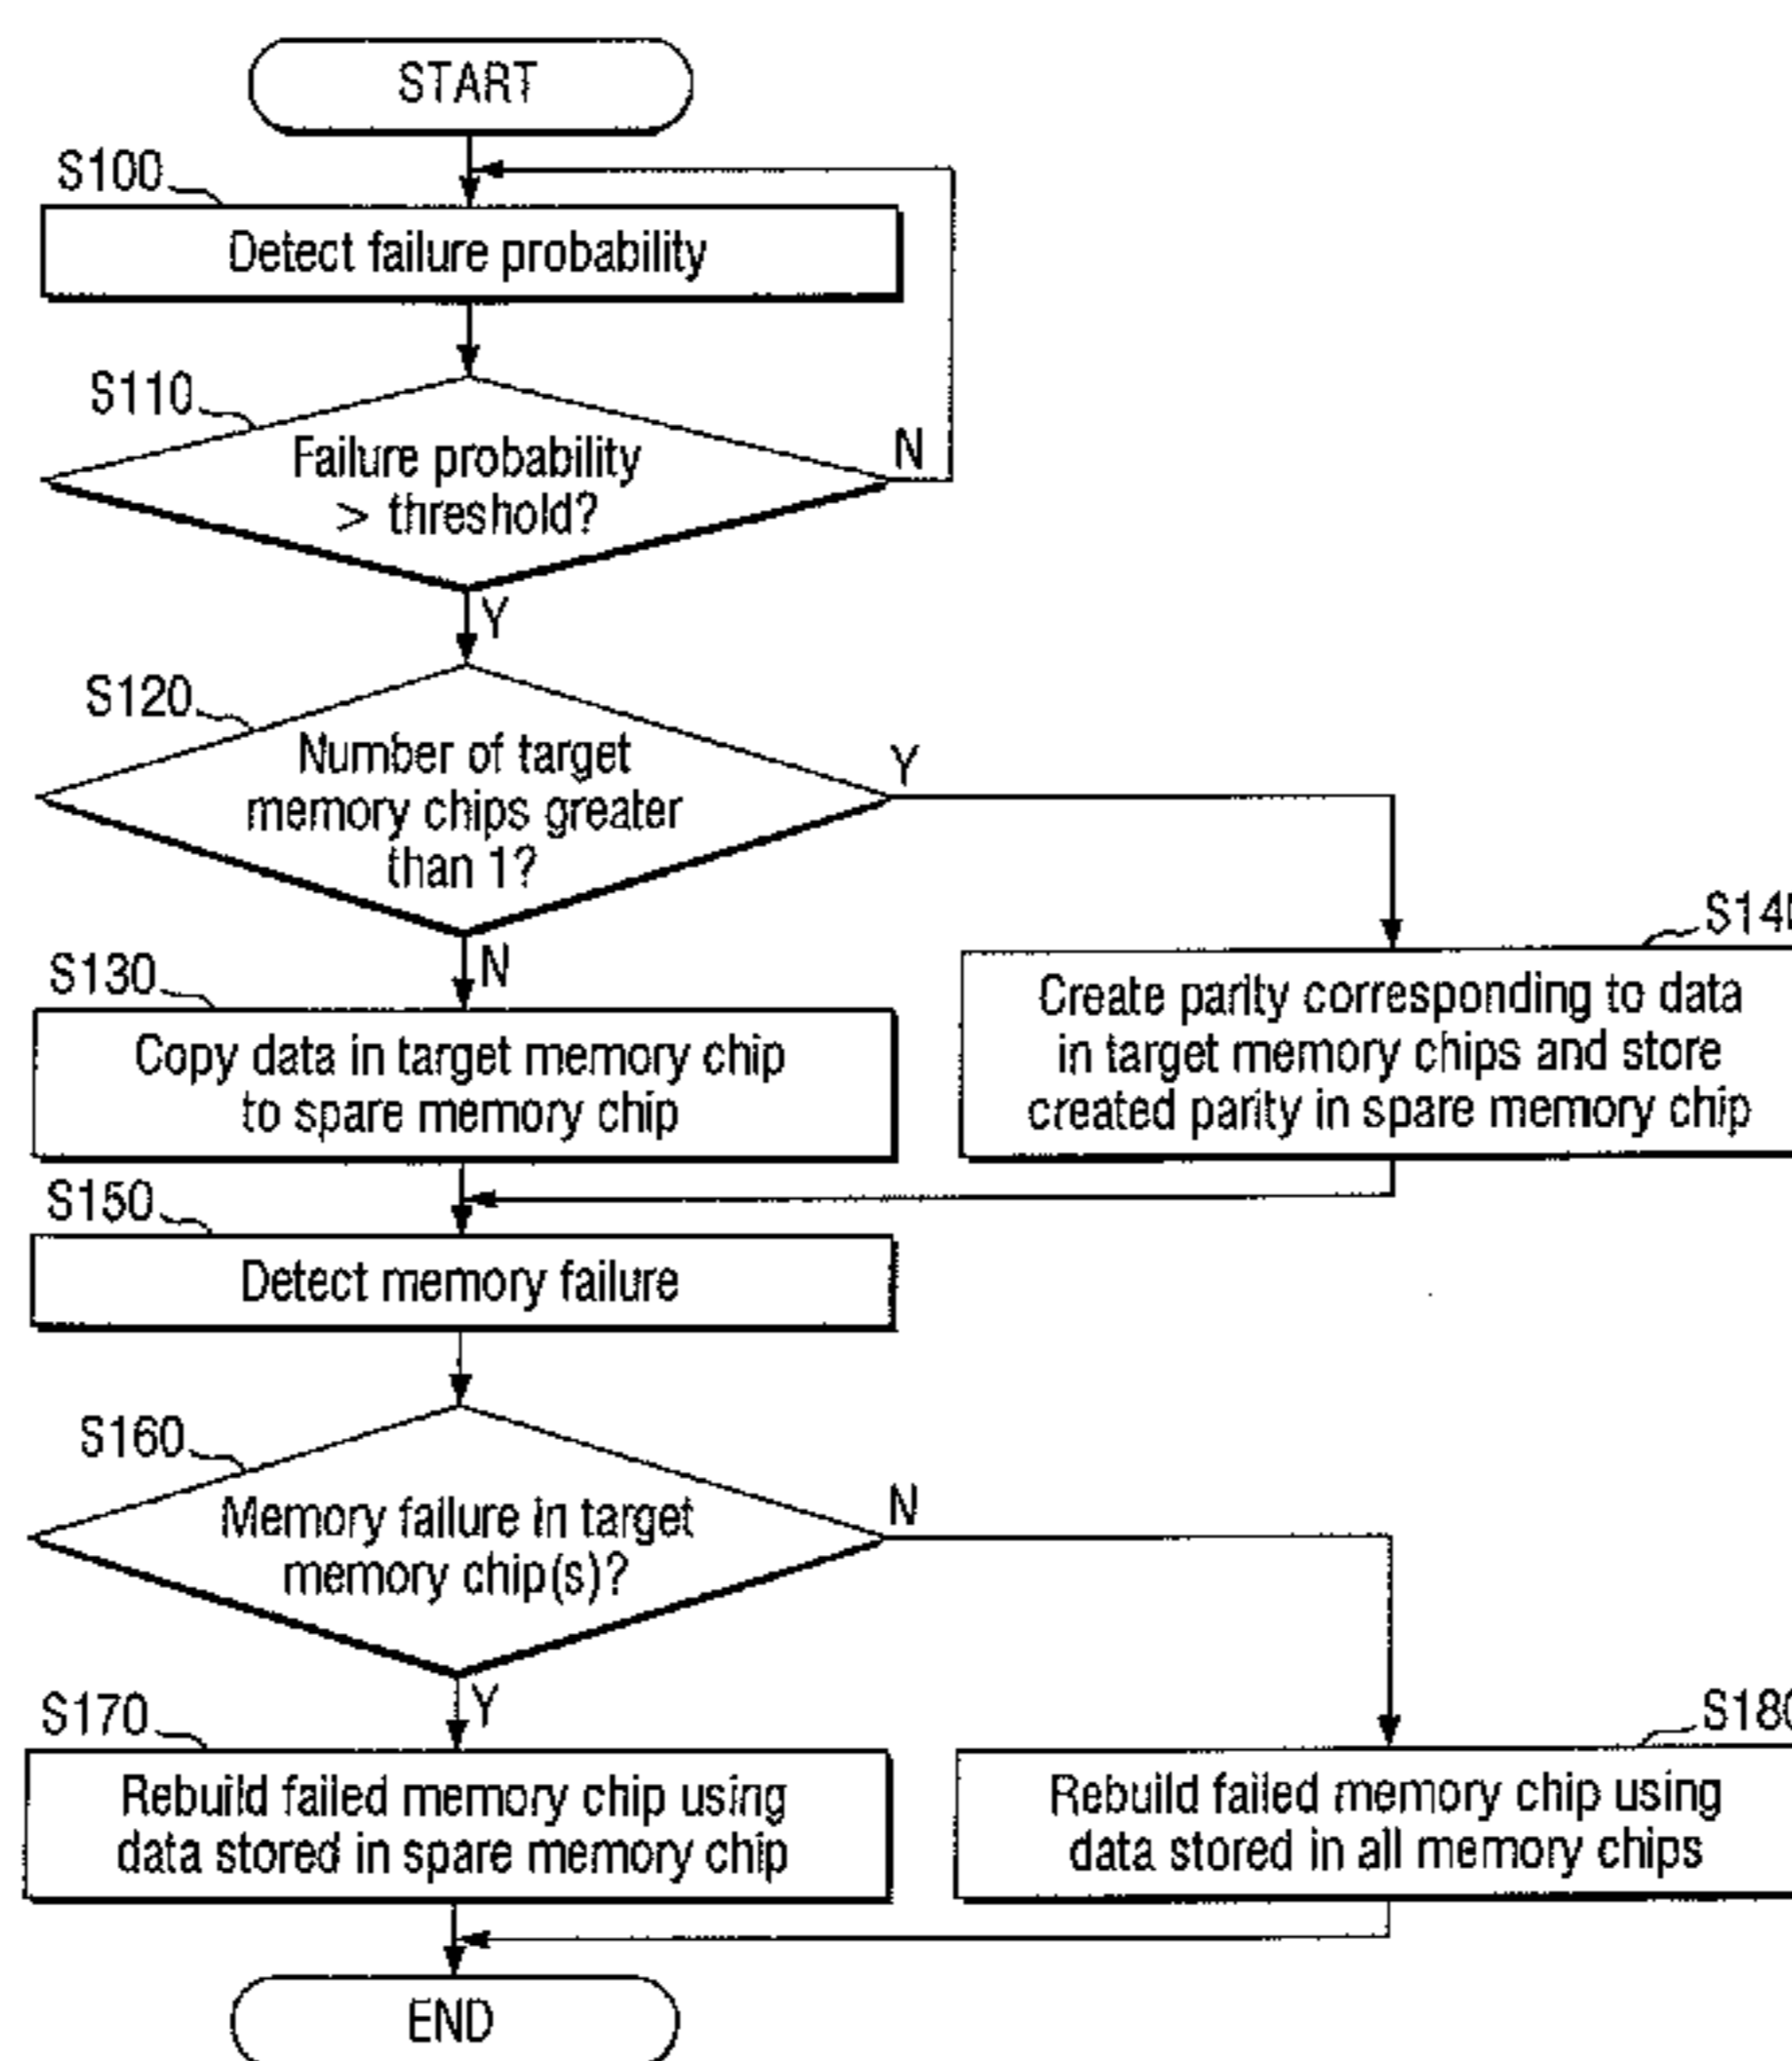 START
S100
Detect failure probability
S110
Failure probability
> threshold?
N
Y
S120
Number of target
memory chips greater
than 1?
Y
N
S130
Copy data in target memory chip
to spare memory chip
S140
Create parity corresponding to data
in target memory chips and store
created parity in spare memory chip
S150
Detect memory failure
S160
Memory failure in target
memory chip(s)?
N
Y
S170
Rebuild failed memory chip using
data stored in spare memory chip
S180
Rebuild failed memory chip using
data stored in all memory chips
END